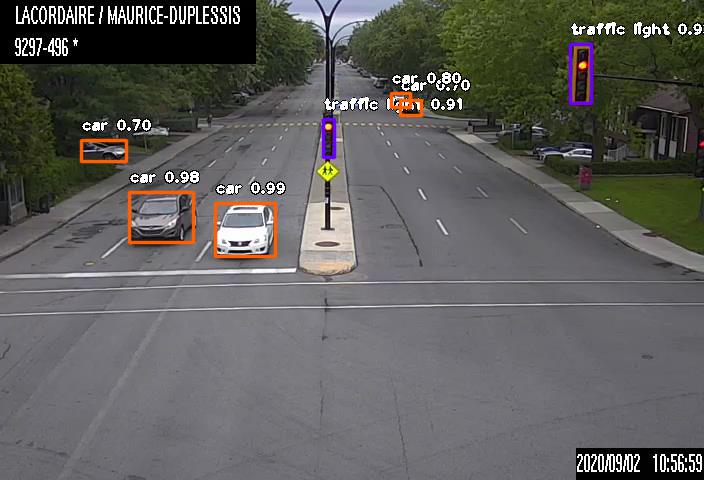 LACORDAIRE / MAURICE-DUPLESSIS
9297-496 *
traffic light 0.9
car 0.80
car 0.70
traffic light 0.91
car 0.70
car 0.98
car 0.99
2020/09/02 10:56:59